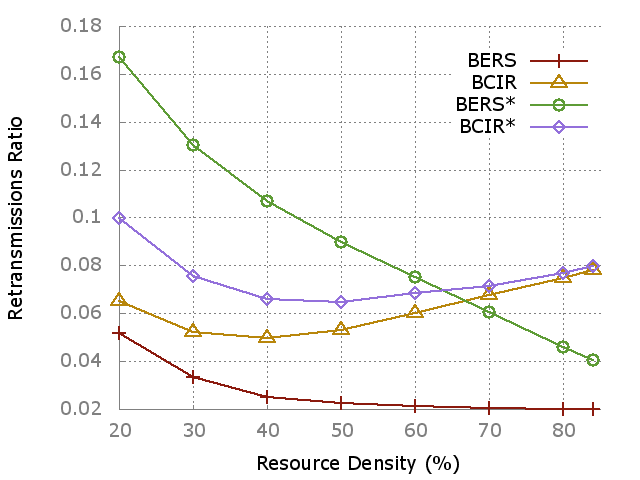 0.18
0.16
0.14
0.12
0.1
0.08
0.06
0.04
0.02
Retransmissions Ratio
BERS
BCIR
BERS*
BCIR*
20 30 40 50 60 70 80
Resource Density (%)